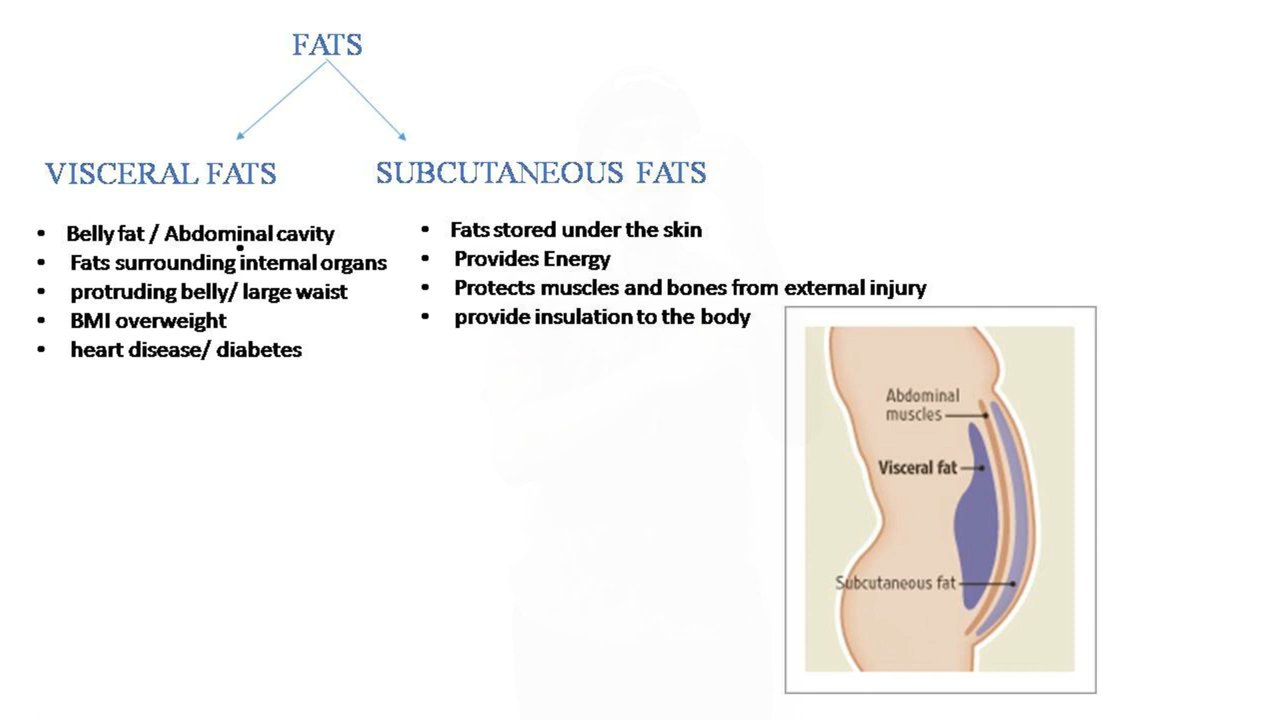 FATS
VISCERAL FATS
• Belly fat / Abdominal cavity
• Fats surrounding internal organs
• protruding belly/ large waist
• BMI overweight
• heart disease/ diabetes
SUBCUTANEOUS FATS
• Fats stored under the skin
• Provides Energy
• Protects muscles and bones from external injury
• provide insulation to the body
Abdominal
muscles
Visceral fat
Subcutaneous fat